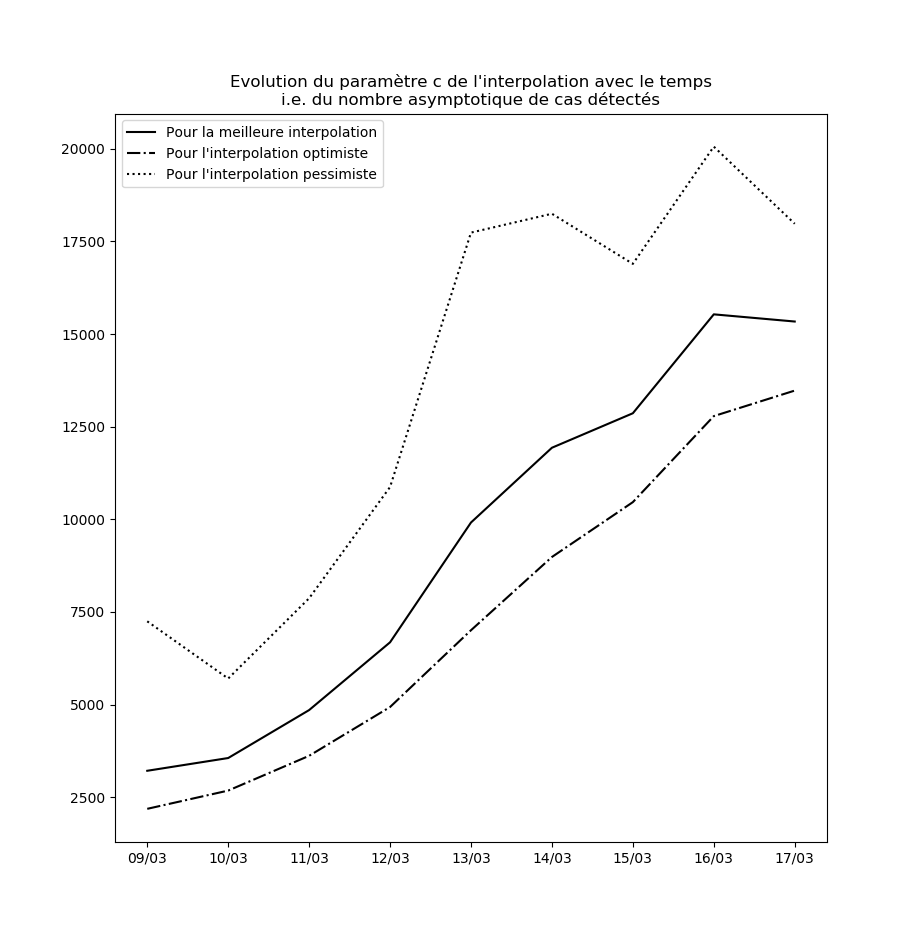 Evolution du paramètre c de l'interpolation avec le temps
i.e. du nombre asymptotique de cas détectés
Pour la meilleure interpolation
Pour l'interpolation optimiste
Pour l'interpolation pessimiste
20000
17500
15000
12500
10000
7500
5000
2500
09/03 10/03 11/03 12/03 13/03 14/03 15/03 16/03 17/03